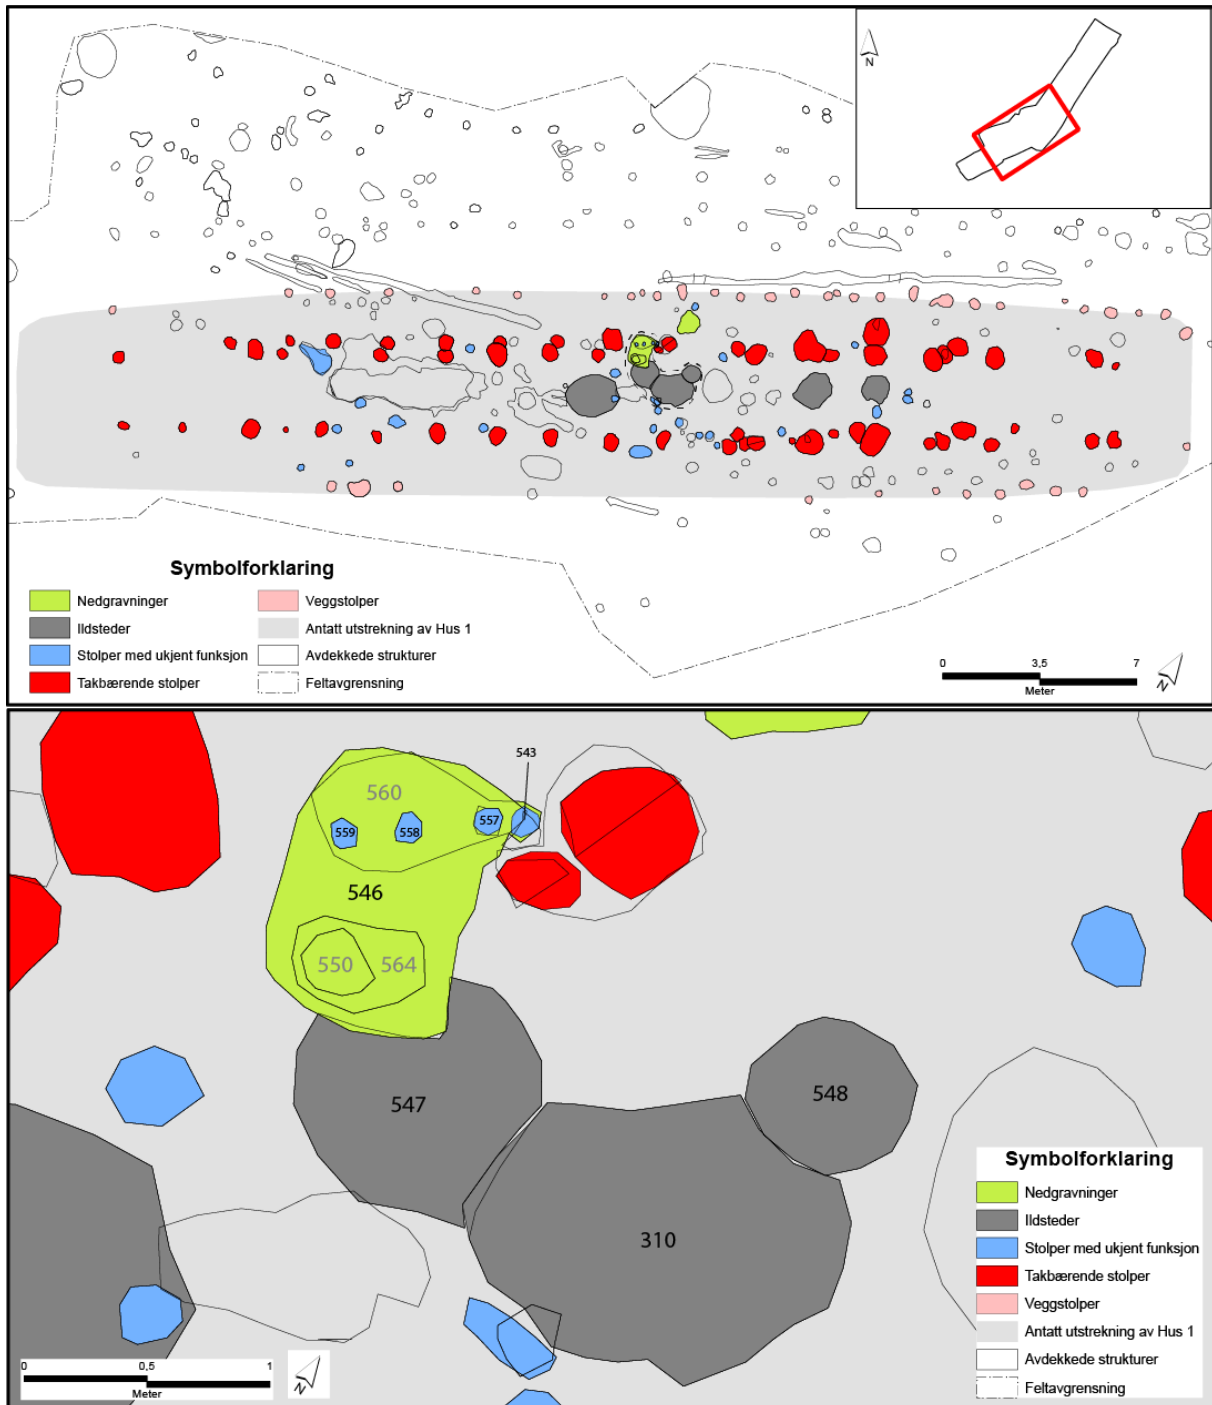 N
Symbolforklaring
Nedgravninger
Ildsteder
Stolper med ukjent funksjon
Takbærende stolper
Veggstolper
Antatt utstrekning av Hus 1
Avdekkede strukturer
Feltavgrensning
0 3,5 7
Meter
N
543
560
559 558 557
546
550 564
547
548
310
Symbolforklaring
Nedgravninger
Ildsteder
Stolper med ukjent funksjon
Takbærende stolper
Veggstolper
Antatt utstrekning av Hus 1
Avdekkede strukturer
Feltavgrensning
0 0,5 1
Meter
N